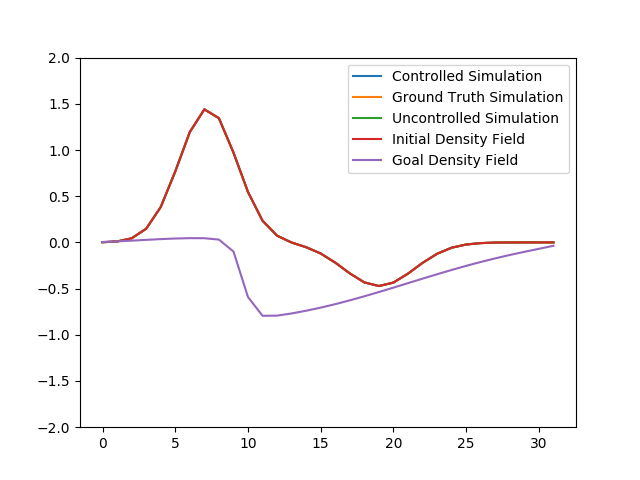 2.0
1.5
1.0
0.5
0.0
−0.5
−1.0
−1.5
−2.0
Controlled Simulation
Ground Truth Simulation
Uncontrolled Simulation
Initial Density Field
Goal Density Field
0 5 10 15 20 25 30